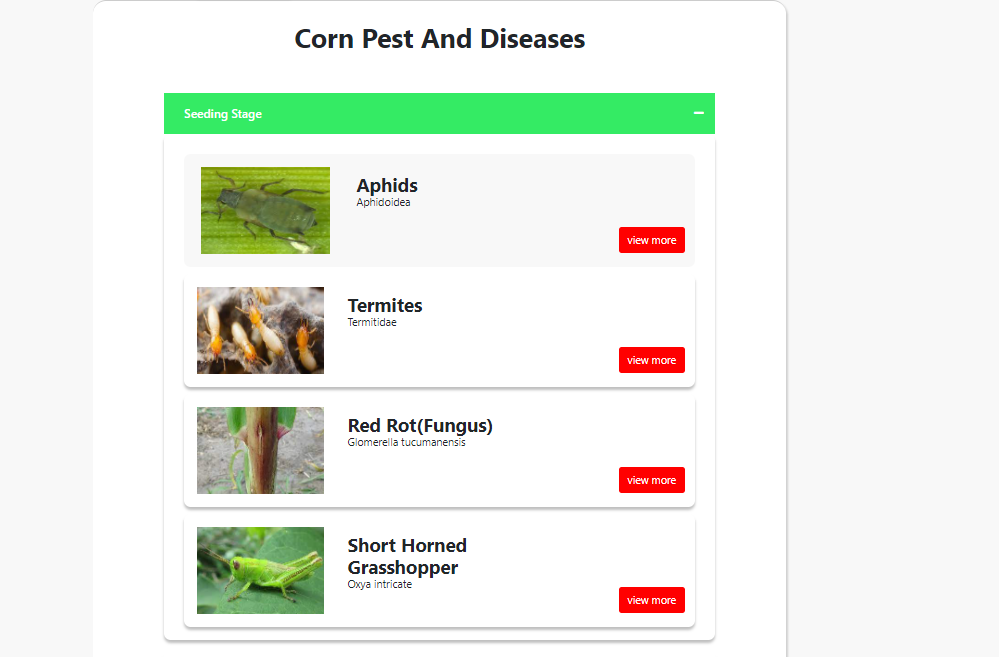 Corn Pest And Diseases
Seeding Stage
Aphids
Aphidoidea
view more
Termites
Termitidae
view more
Red Rot(Fungus)
Glomerella tucumanensis
view more
Short Horned
Grasshopper
Oxya intricate
view more